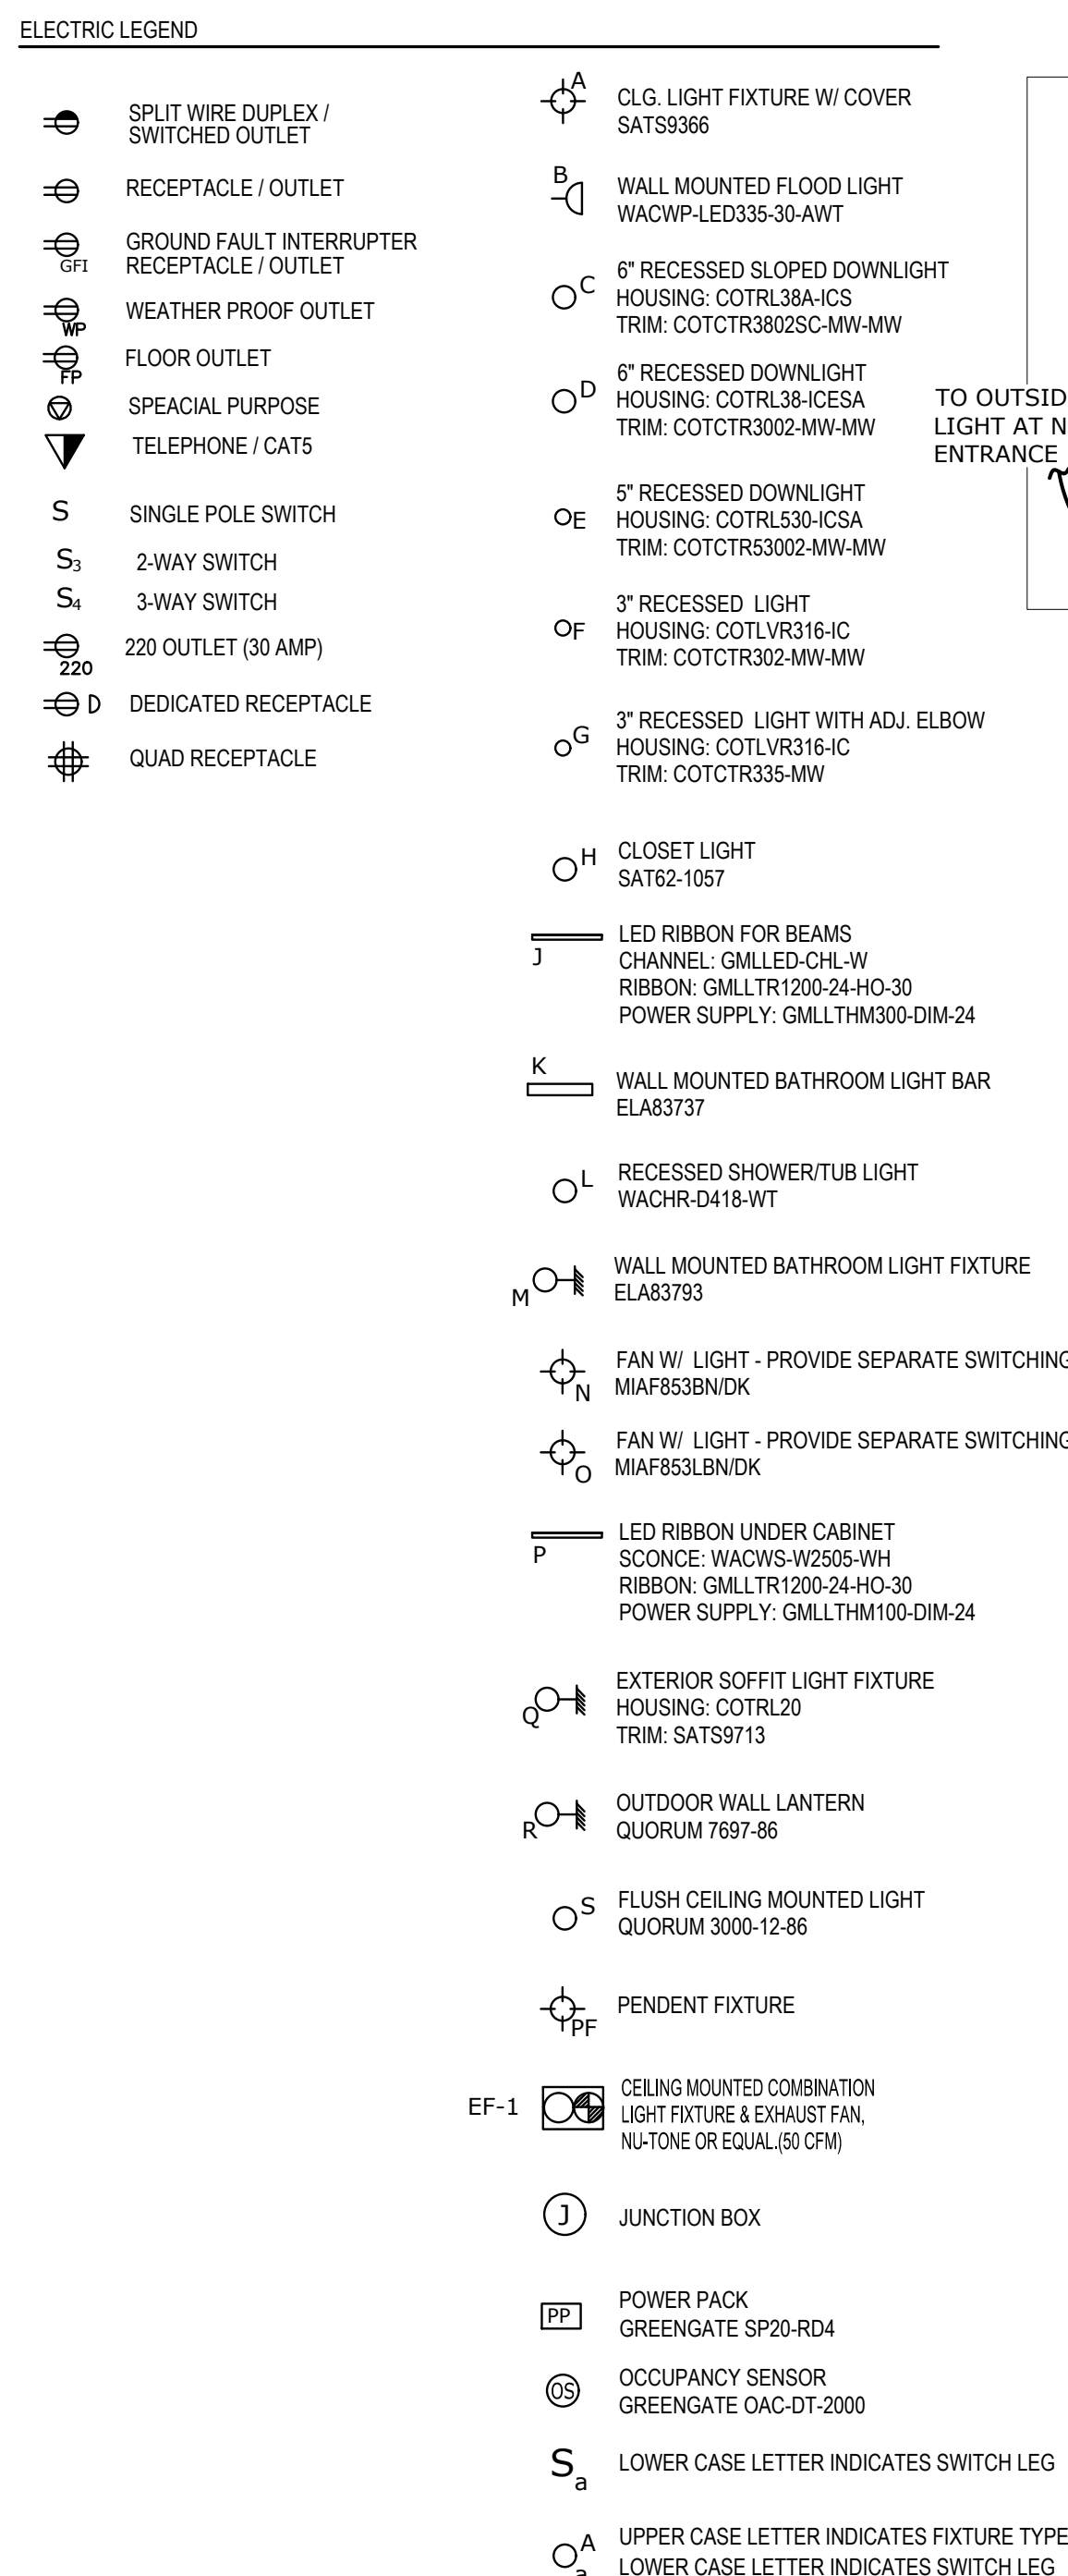 ELECTRIC LEGEND
SPLIT WIRE DUPLEX /
SWITCHED OUTLET
RECEPTACLE / OUTLET
GFI
GROUND FAULT INTERRUPTER
RECEPTACLE / OUTLET
WP
WEATHER PROOF OUTLET
FP
FLOOR OUTLET
SPEACIAL PURPOSE
TELEPHONE / CAT5
S SINGLE POLE SWITCH
S3 2-WAY SWITCH
S4 3-WAY SWITCH
220
220 OUTLET (30 AMP)
D DEDICATED RECEPTACLE
QUAD RECEPTACLE
A
CLG. LIGHT FIXTURE W/ COVER
SATS9366
B
WALL MOUNTED FLOOD LIGHT
WACWP-LED335-30-AWT
C
6" RECESSED SLOPED DOWNLIGHT
HOUSING: COTRL38A-ICS
TRIM: COTCTR3802SC-MW-MW
D
6" RECESSED DOWNLIGHT
HOUSING: COTRL38-ICESA
TRIM: COTCTR3002-MW-MW
E
5" RECESSED DOWNLIGHT
HOUSING: COTRL530-ICSA
TRIM: COTCTR53002-MW-MW
F
3" RECESSED LIGHT
HOUSING: COTLVR316-IC
TRIM: COTCTR302-MW-MW
G
3" RECESSED LIGHT WITH ADJ. ELBOW
HOUSING: COTLVR316-IC
TRIM: COTCTR335-MW
H
CLOSET LIGHT
SAT62-1057
J
LED RIBBON FOR BEAMS
CHANNEL: GMLLED-CHL-W
RIBBON: GMLLTR1200-24-HO-30
POWER SUPPLY: GMLLTHM300-DIM-24
K
WALL MOUNTED BATHROOM LIGHT BAR
ELA83737
L
RECESSED SHOWER/TUB LIGHT
WACHR-D418-WT
M
WALL MOUNTED BATHROOM LIGHT FIXTURE
ELA83793
N
FAN W/ LIGHT - PROVIDE SEPARATE SWITCHING
MIAF853BN/DK
O
FAN W/ LIGHT - PROVIDE SEPARATE SWITCHING
MIAF853LBN/DK
P
LED RIBBON UNDER CABINET
SCONCE: WACWS-W2505-WH
RIBBON: GMLLTR1200-24-HO-30
POWER SUPPLY: GMLLTHM100-DIM-24
Q
EXTERIOR SOFFIT LIGHT FIXTURE
HOUSING: COTRL20
TRIM: SATS9713
R
OUTDOOR WALL LANTERN
QUORUM 7697-86
S
FLUSH CEILING MOUNTED LIGHT
QUORUM 3000-12-86
PF
PENDENT FIXTURE
EF-1
CEILING MOUNTED COMBINATION
LIGHT FIXTURE & EXHAUST FAN,
NU-TONE OR EQUAL.(50 CFM)
J JUNCTION BOX
PP
POWER PACK
GREENGATE SP20-RD4
OS
OCCUPANCY SENSOR
GREENGATE OAC-DT-2000
Sa LOWER CASE LETTER INDICATES SWITCH LEG
A
a
UPPER CASE LETTER INDICATES FIXTURE TYPE
LOWER CASE LETTER INDICATES SWITCH LEG
TO OUTSID
LIGHT AT N
ENTRANCE